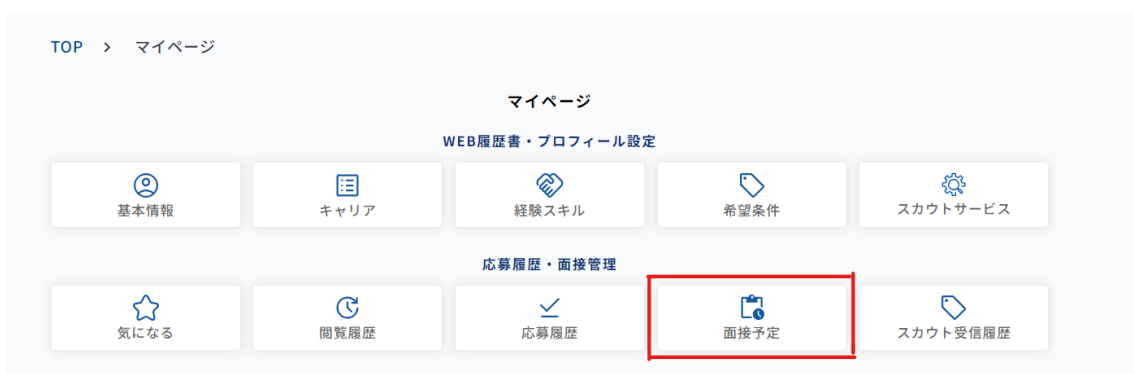 TOP > マイページ
マイページ
WEB履歴書・プロフィール設定
基本情報 キャリア 経験スキル 希望条件 スカウトサービス
応募履歴・面接管理
気になる 閲覧履歴 応募履歴 面接予定 スカウト受信履歴